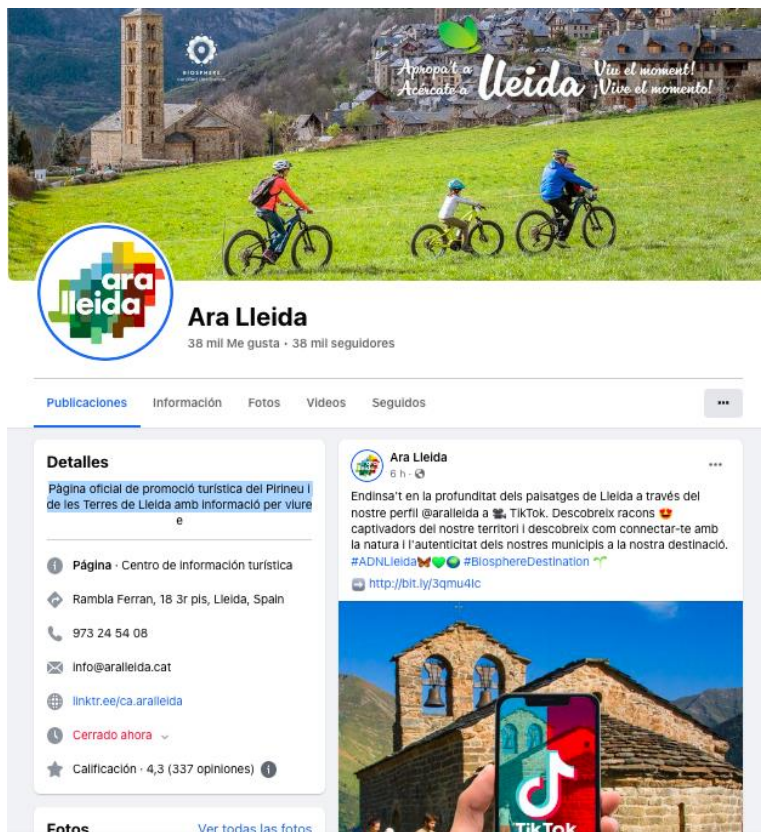 BIOSPHERE
Apropa't a
Acércate a
lleida
Viu el moment!
¡Vive el momento!
ara
lleida
Ara Lleida
38 mil Me gusta · 38 mil seguidores
Publicaciones Información Fotos Videos Seguidos ...
Detalles
Pàgina oficial de promoció turística del Pirineu i
de les Terres de Lleida amb informació per viure
e
Página · Centro de información turística
Rambla Ferran, 18 3r pis, Lleida, Spain
973 24 54 08
info@aralleida.cat
linktr.ee/ca.aralleida
Cerrado ahora
Calificación · 4,3 (337 opiniones)
Fotos Ver todas las fotos
ara
lleida
Ara Lleida
6 h ·
Endinsa't en la profunditat dels paisatges de Lleida a través del
nostre perfil @aralleida a 🎥 TikTok. Descobreix racons 🤩
captivadors del nostre territori i descobreix com connectar-te amb
la natura i l'autenticitat dels nostres municipis a la nostra destinació.
#ADNLleida🦋💚🌍 #BiosphereDestination 🌱
➡️ http://bit.ly/3qmu4lc
TikTok